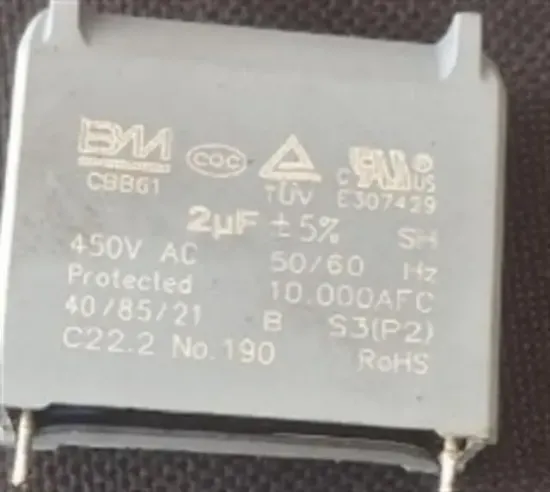 CQC
CBB61 TÜV C US E307429
2µF ±5% SH
450V AC 50/60 Hz
Protected 10.000AFC
40/85/21 B S3(P2)
C22.2 No.190 RoHS